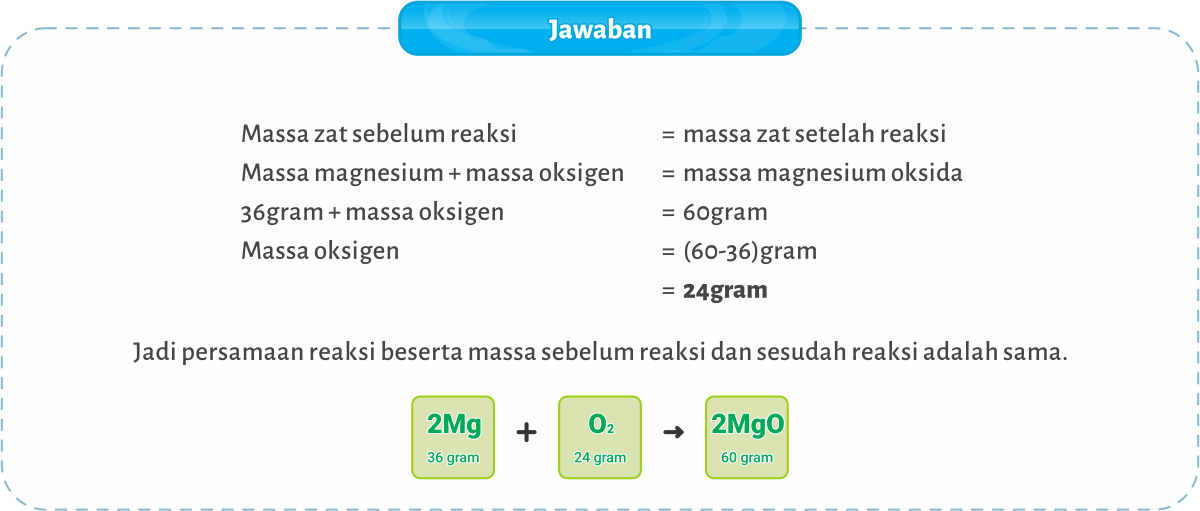 Jawaban
Massa zat sebelum reaksi = massa zat setelah reaksi
Massa magnesium + massa oksigen = massa magnesium oksida
36gram + massa oksigen = 60gram
Massa oksigen = (60-36)gram
= 24gram
Jadi persamaan reaksi beserta massa sebelum reaksi dan sesudah reaksi adalah sama.
2Mg + O₂ → 2MgO
36 gram 24 gram 60 gram